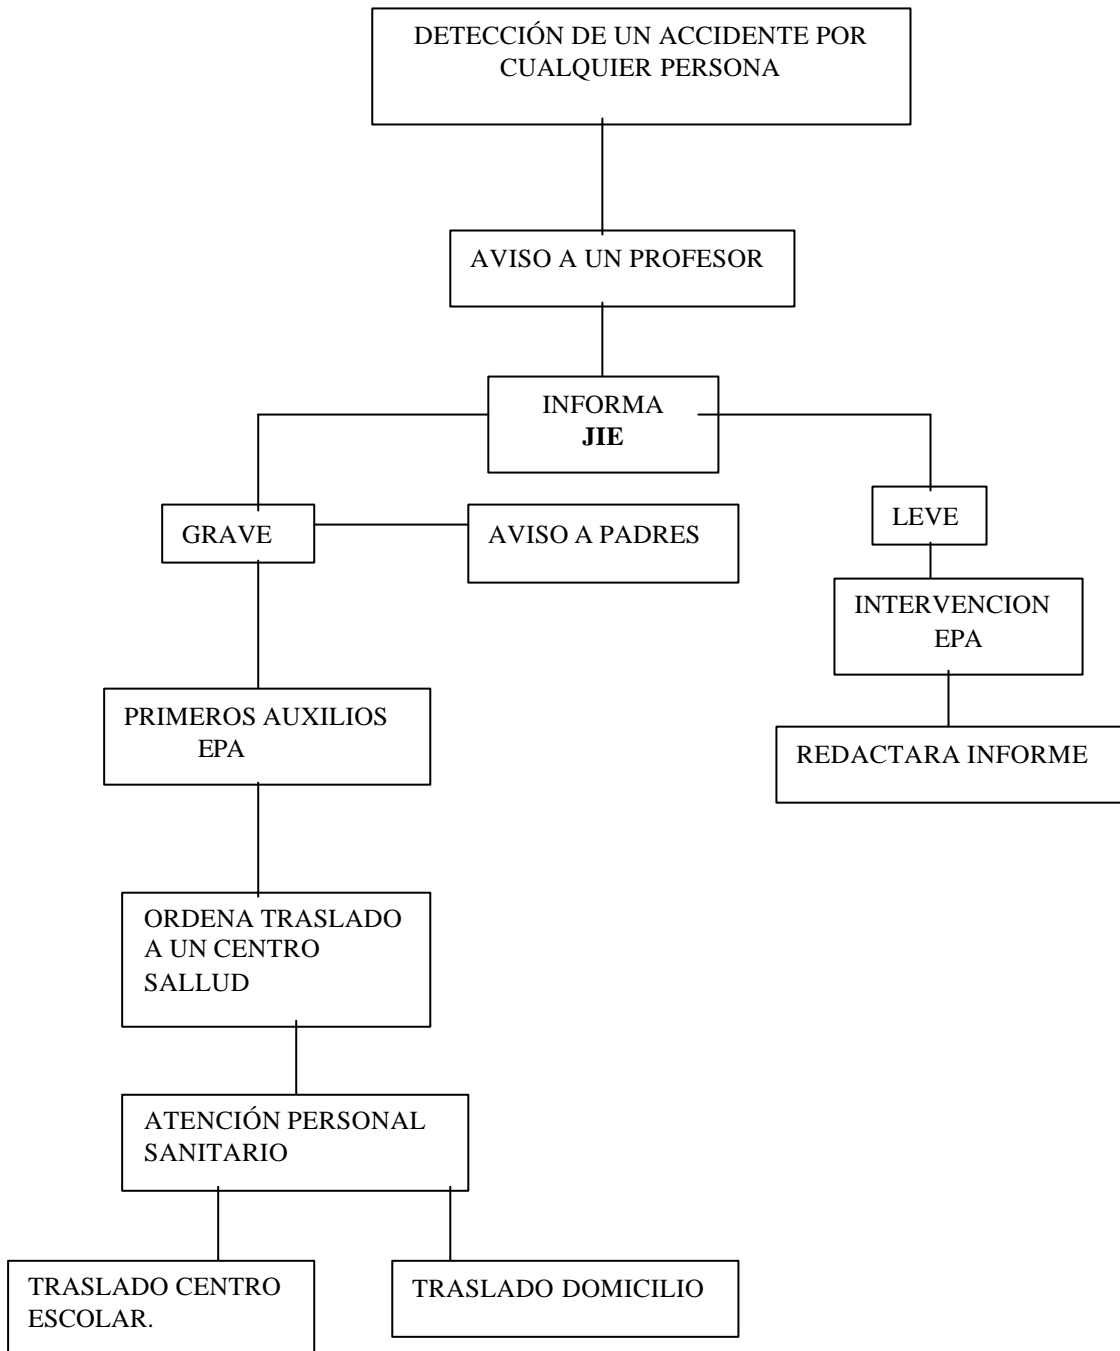 DETECCIÓN DE UN ACCIDENTE POR
CUALQUIER PERSONA
AVISO A UN PROFESOR
INFORMA
JIE
GRAVE
AVISO A PADRES
LEVE
INTERVENCION
EPA
PRIMEROS AUXILIOS
EPA
REDACTARA INFORME
ORDENA TRASLADO
A UN CENTRO
SALLUD
ATENCIÓN PERSONAL
SANITARIO
TRASLADO CENTRO
ESCOLAR.
TRASLADO DOMICILIO